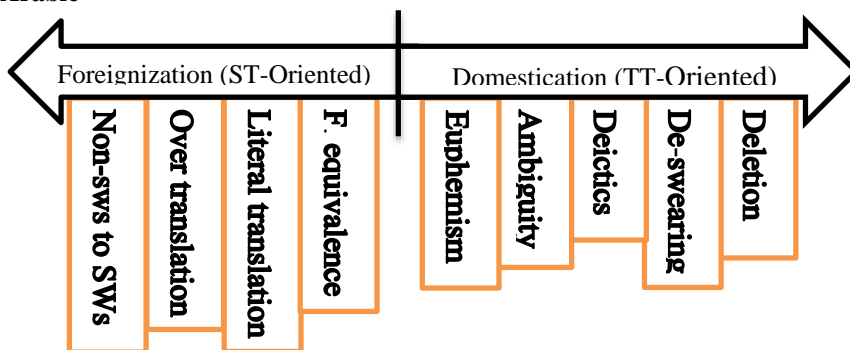 Foreignization (ST-Oriented)
Domestication (TT-Oriented)
Non-sws to SWs
Over translation
Literal translation
F. equivalence
Euphemism
Ambiguity
Deictics
De-swearing
Deletion